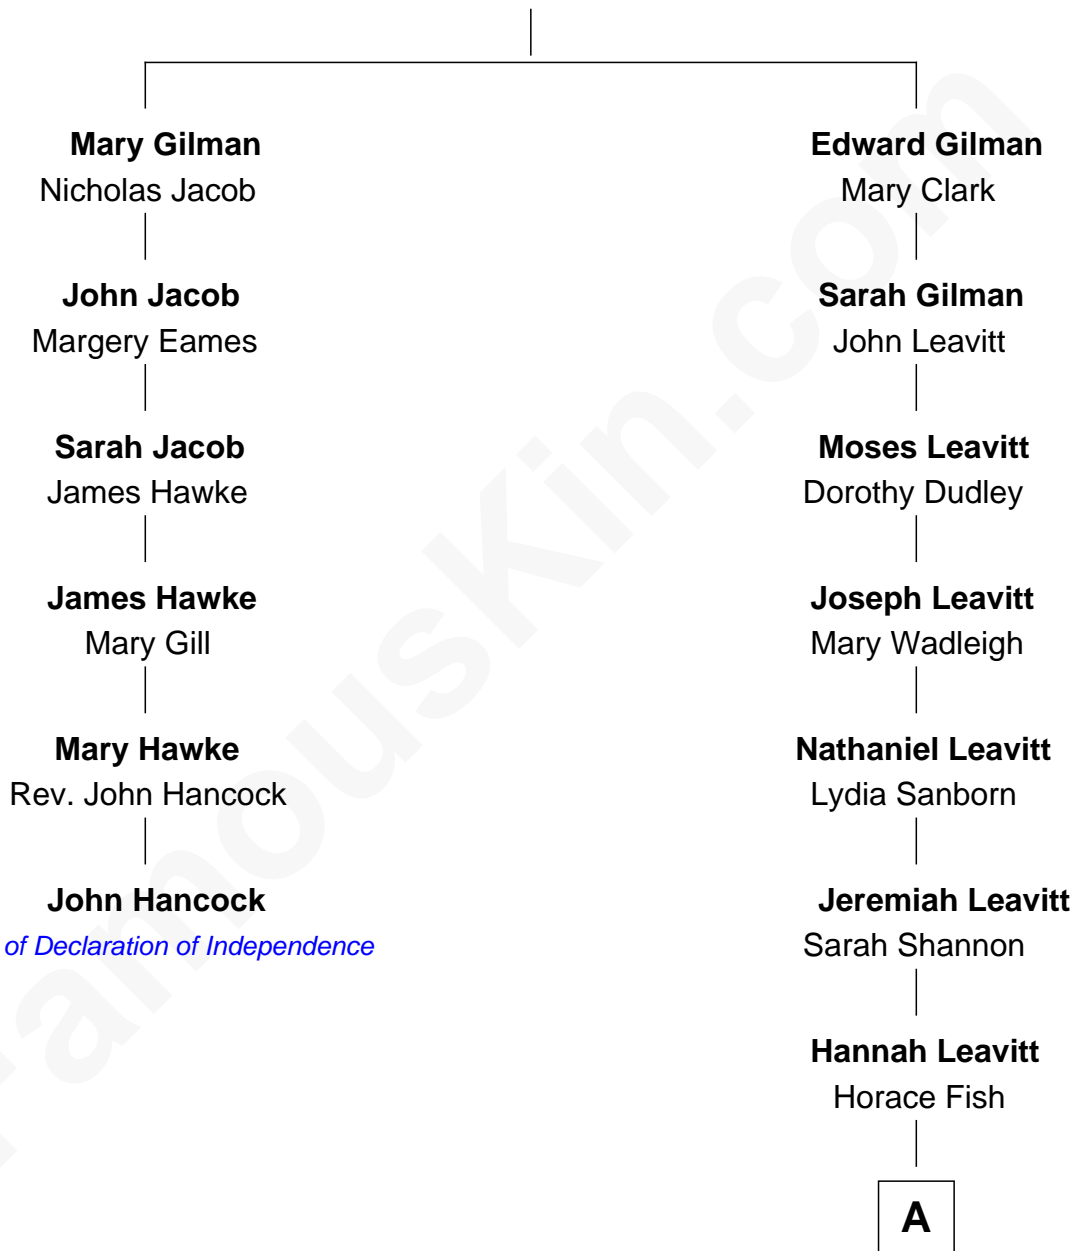 Mary Gilman
Nicholas Jacob
John Jacob
Margery Eames
Sarah Jacob
James Hawke
James Hawke
Mary Gill
Mary Hawke
Rev. John Hancock
John Hancock
of Declaration of Independence
Edward Gilman
Mary Clark
Sarah Gilman
John Leavitt
Moses Leavitt
Dorothy Dudley
Joseph Leavitt
Mary Wadleigh
Nathaniel Leavitt
Lydia Sanborn
Jeremiah Leavitt
Sarah Shannon
Hannah Leavitt
Horace Fish
A
FamousKin.com